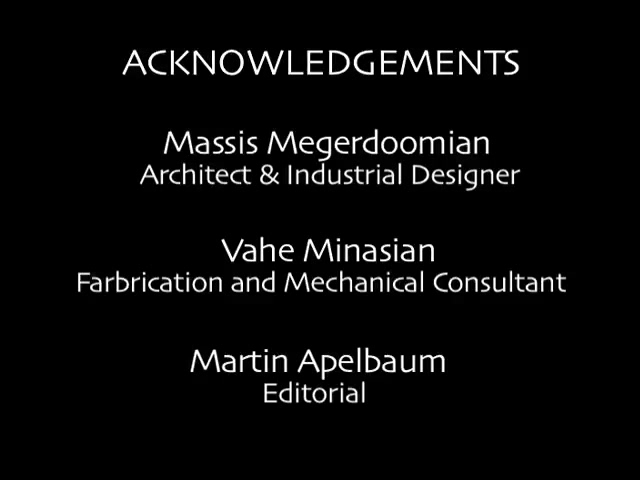 ACKNOWLEDGEMENTS
Massis Megerdoomian
Architect & Industrial Designer
Vahe Minasian
Farbrication and Mechanical Consultant
Martin Apelbaum
Editorial